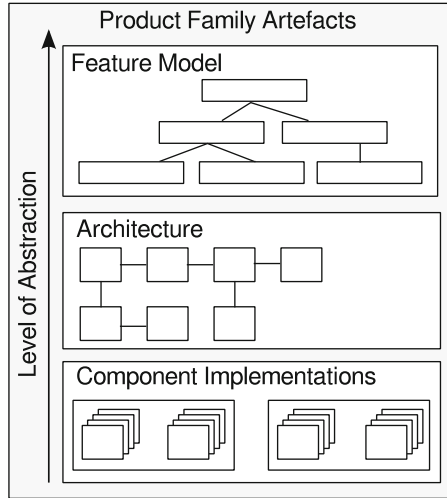 Product Family Artefacts
Feature Model
Level of Abstraction
Architecture
Component Implementations